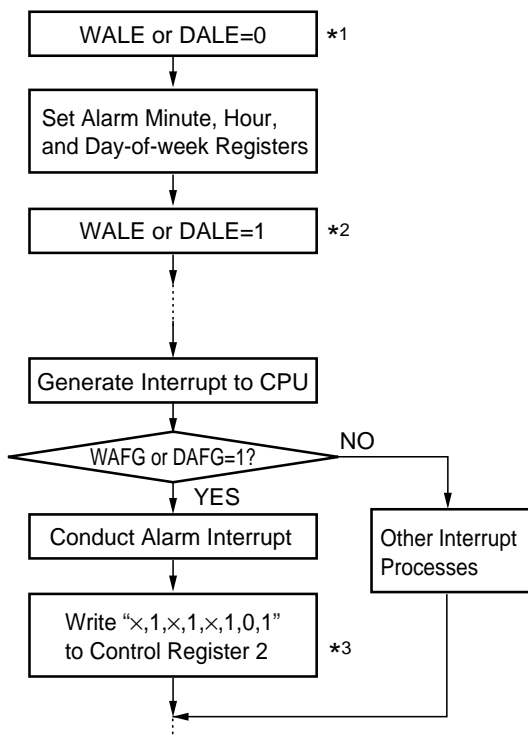 WALE or DALE=0 *1
Set Alarm Minute, Hour,
and Day-of-week Registers
WALE or DALE=1 *2
Generate Interrupt to CPU
WAFG or DAFG=1?
NO
YES
Conduct Alarm Interrupt
Other Interrupt
Processes
Write “×,1,×,1,×,1,0,1”
to Control Register 2 *3